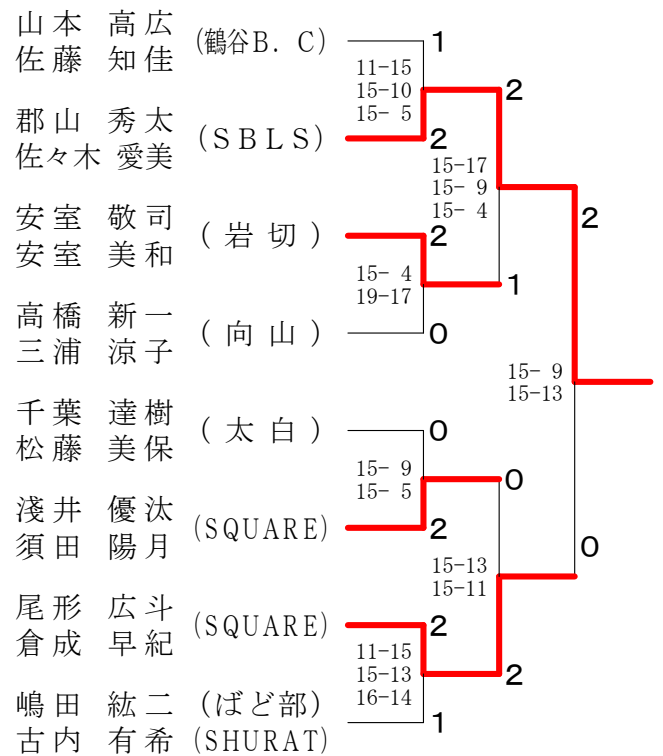 山本 高広
佐藤 知佳
(鶴谷B. C)
1
11-15
15-10
15- 5
2
郡山 秀太
佐々木 愛美
(SBLS)
2
15-17
15- 9
15- 4
2
安室 敬司
安室 美和
(岩切)
2
15- 4
19-17
1
高橋 新一
三浦 涼子
(向山)
0
15- 9
15-13
千葉 達樹
松藤 美保
(太白)
0
15- 9
15- 5
0
淺井 優汰
須田 陽月
(SQUARE)
2
0
15-13
15-11
尾形 広斗
倉成 早紀
(SQUARE)
2
11-15
15-13
16-14
2
嶋田 紘二
古内 有希
(ばど部)
(SHURAT)
1